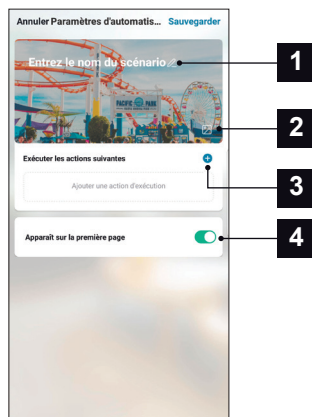 Annuler Paramètres d'automatis... Sauvegarder
Entrez le nom du scénario
1
PACIFIC PARK
2
Exécuter les actions suivantes
3
Ajouter une action d'exécution
Apparaît sur la première page
4